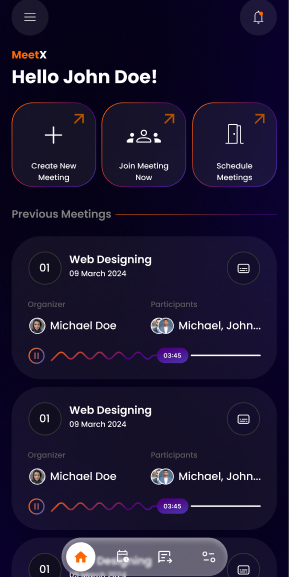 MeetX
Hello John Doe!
Create New
Meeting
Join Meeting
Now
Schedule
Meetings
Previous Meetings
01
Web Designing
09 March 2024
Organizer
Participants
Michael Doe
Michael, John...
03:45
01
Web Designing
09 March 2024
Organizer
Participants
Michael Doe
Michael, John...
03:45
01
Designing